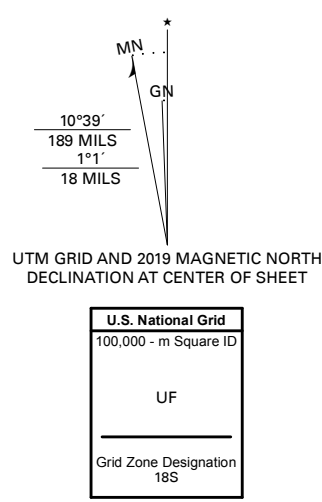 ★
MN
GN
10°39´
189 MILS
1°1´
18 MILS
UTM GRID AND 2019 MAGNETIC NORTH
DECLINATION AT CENTER OF SHEET
U.S. National Grid
100,000 - m Square ID
UF
Grid Zone Designation
18S